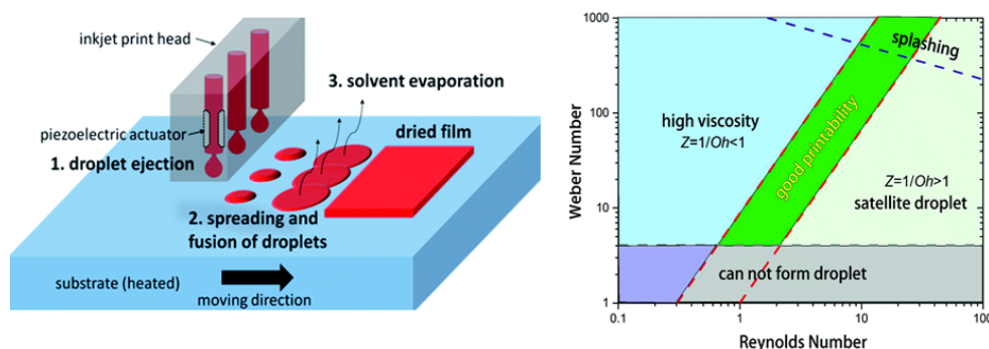 inkjet print head
3. solvent evaporation
piezoelectric actuator
dried film
1. droplet ejection
2. spreading and
fusion of droplets
substrate (heated)
moving direction
1000
100
10
1
Weber Number
splashing
high viscosity
Z=1/Oh<1
good printability
Z=1/Oh>1
satellite droplet
can not form droplet
0.1
1
10
100
Reynolds Number